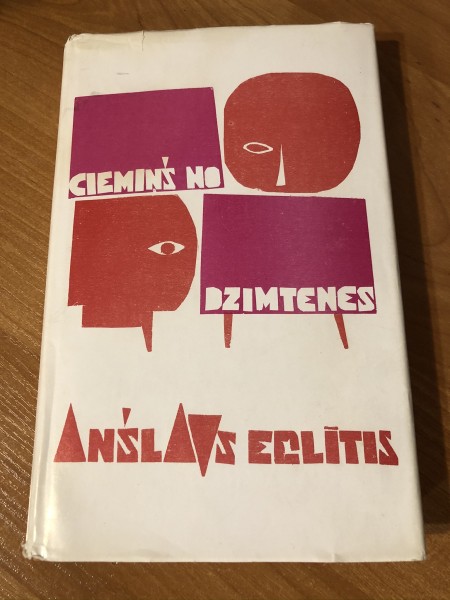 CIEMIŅŠ NO
DZIMTENES
ANŠLAVS EGLĪTIS